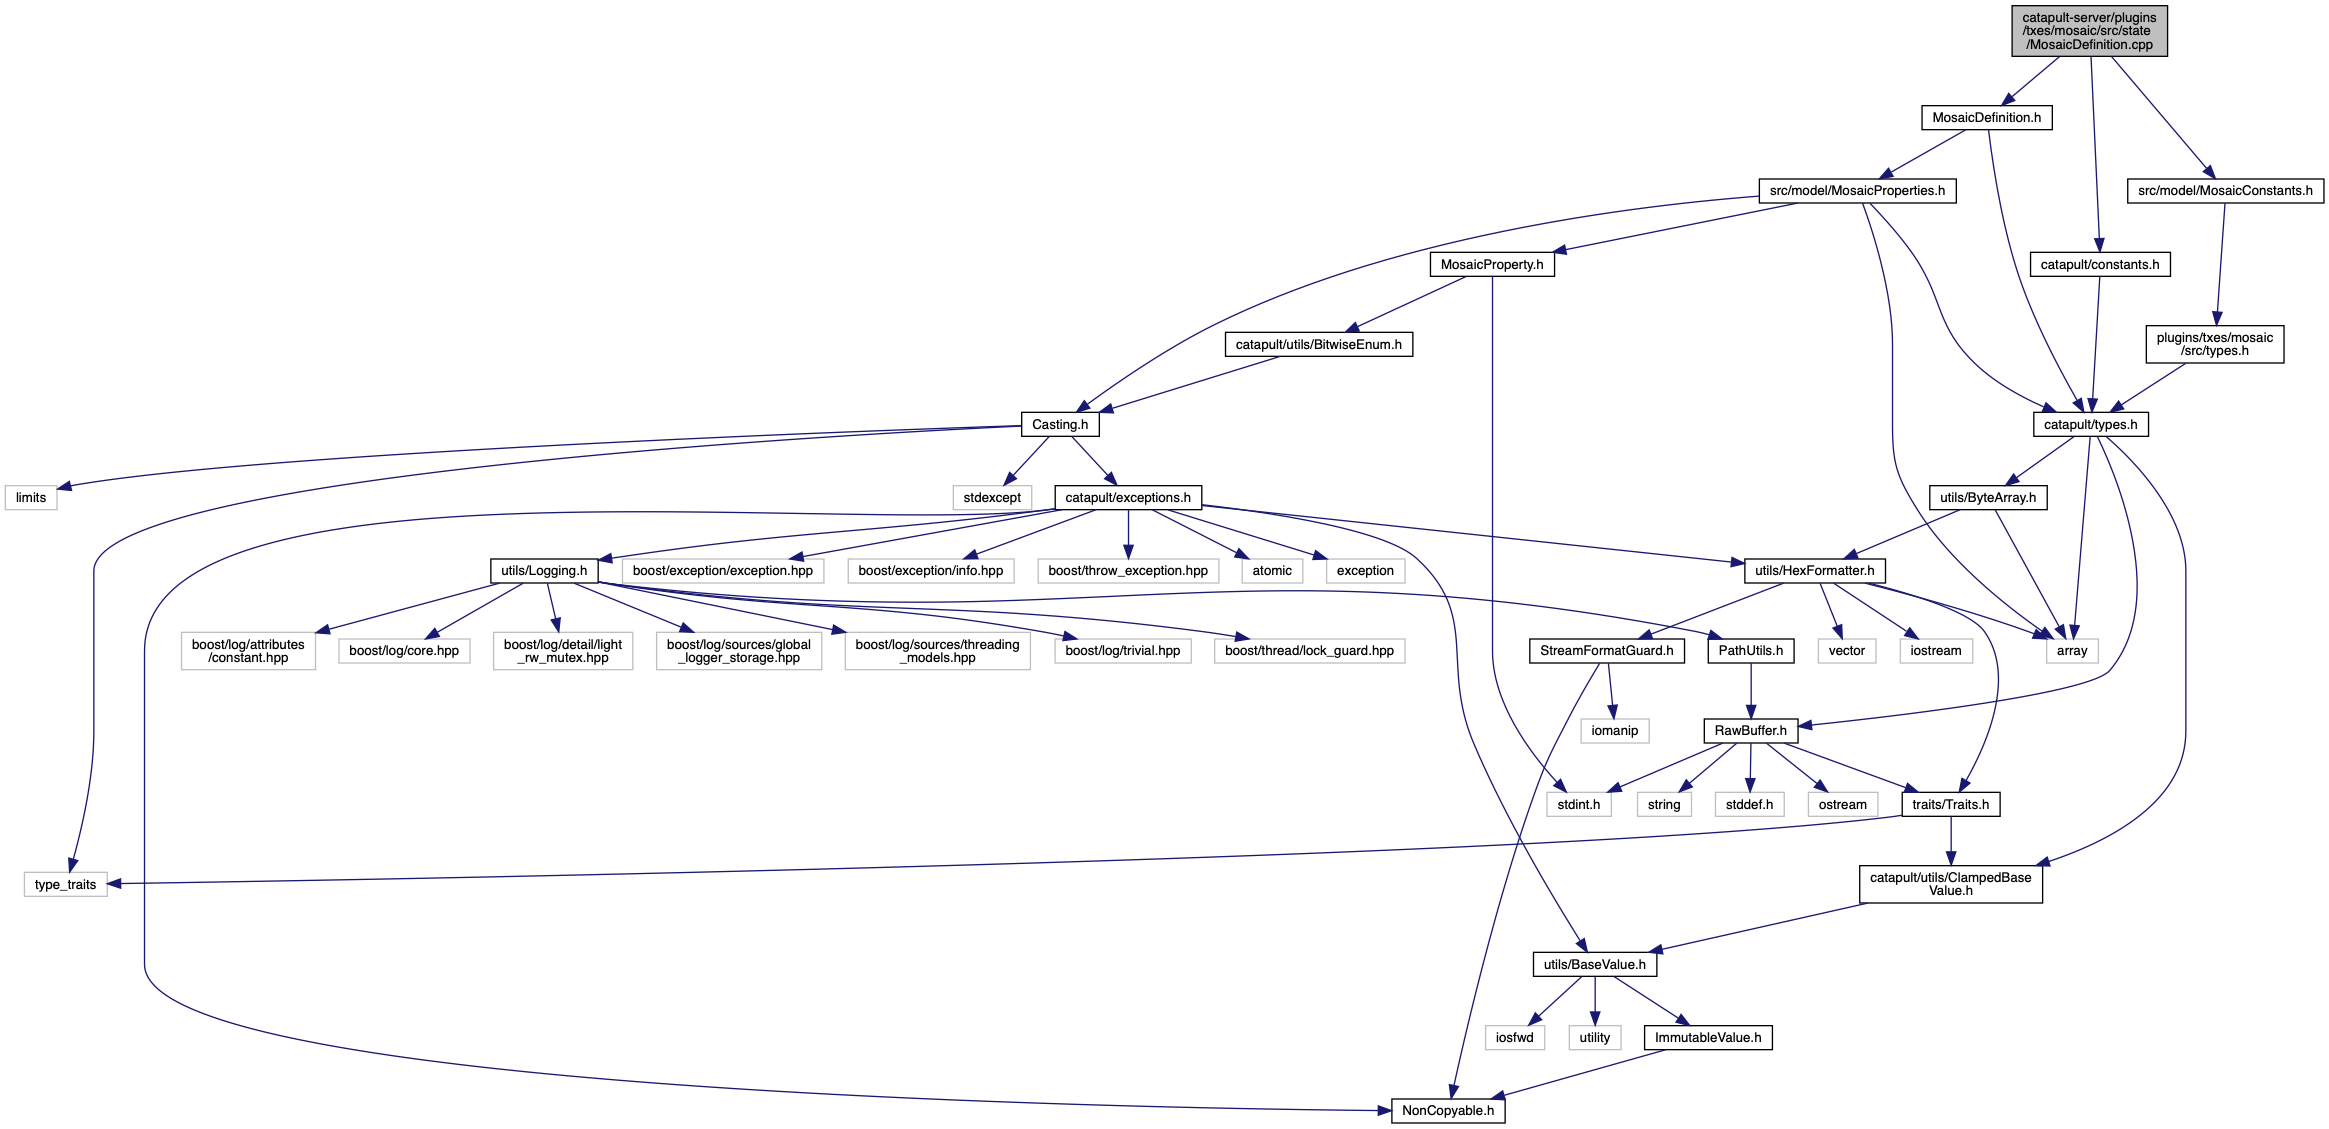 catapult-server/plugins
/txes/mosaic/src/state
/MosaicDefinition.cpp
MosaicDefinition.h
src/model/MosaicProperties.h
src/model/MosaicConstants.h
MosaicProperty.h
catapult/constants.h
catapult/utils/BitwiseEnum.h
plugins/txes/mosaic
/src/types.h
Casting.h
catapult/types.h
limits
stdexcept
catapult/exceptions.h
utils/ByteArray.h
utils/Logging.h
boost/exception/exception.hpp
boost/exception/info.hpp
boost/throw_exception.hpp
atomic
exception
utils/HexFormatter.h
boost/log/attributes
/constant.hpp
boost/log/core.hpp
boost/log/detail/light
_rw_mutex.hpp
boost/log/sources/global
_logger_storage.hpp
boost/log/sources/threading
_models.hpp
boost/log/trivial.hpp
boost/thread/lock_guard.hpp
StreamFormatGuard.h
PathUtils.h
vector
iostream
array
iomanip
RawBuffer.h
stdint.h
string
stddef.h
ostream
traits/Traits.h
type_traits
catapult/utils/ClampedBase
Value.h
utils/BaseValue.h
iosfwd
utility
ImmutableValue.h
NonCopyable.h